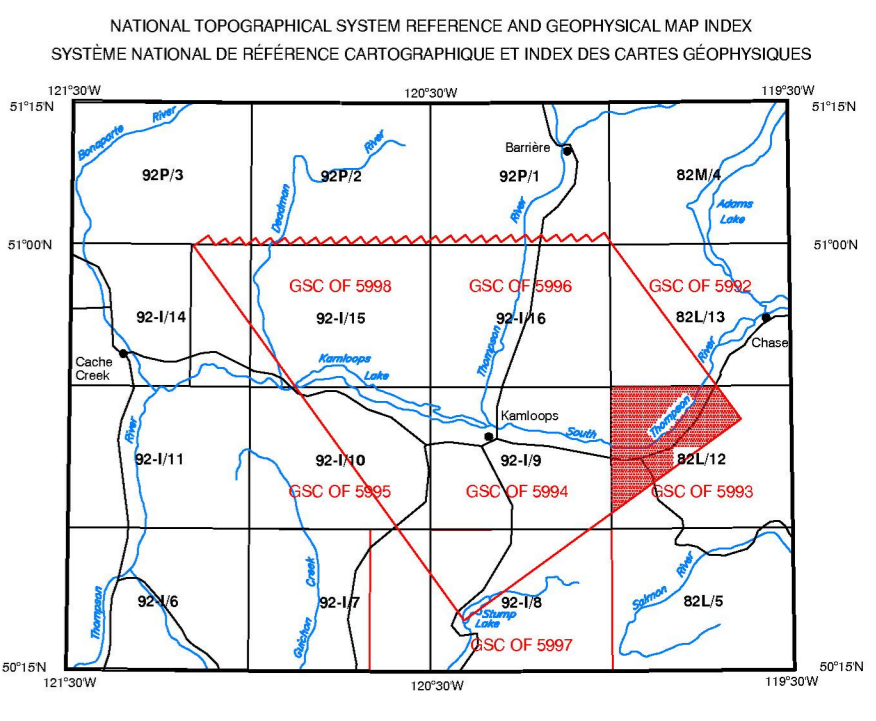 NATIONAL TOPOGRAPHICAL SYSTEM REFERENCE AND GEOPHYSICAL MAP INDEX
SYSTÈME NATIONAL DE RÉFÉRENCE CARTOGRAPHIQUE ET INDEX DES CARTES GÉOPHYSIQUES
121°30'W
120°30'W
119°30'W
51°15'N
51°15'N
Bonaparte River
Deadman River
Barrière
River
92P/3
92P/2
92P/1
82M/4
Adams
Lake
51°00'N
51°00'N
GSC OF 5998
GSC OF 5996
GSC OF 5992
92-I/14
92-I/15
92-I/16
82L/13
Thompson
River
Chase
Cache
Creek
Kamloops
Lake
Kamloops
South
Thompson
River
92-I/11
92-I/10
92-I/9
82L/12
GSC OF 5995
GSC OF 5994
GSC OF 5993
Thompson
92-I/6
Guichon
Creek
92-I/7
92-I/8
Stump
Lake
Salmon
River
82L/5
GSC OF 5997
50°15'N
50°15'N
121°30'W
120°30'W
119°30'W